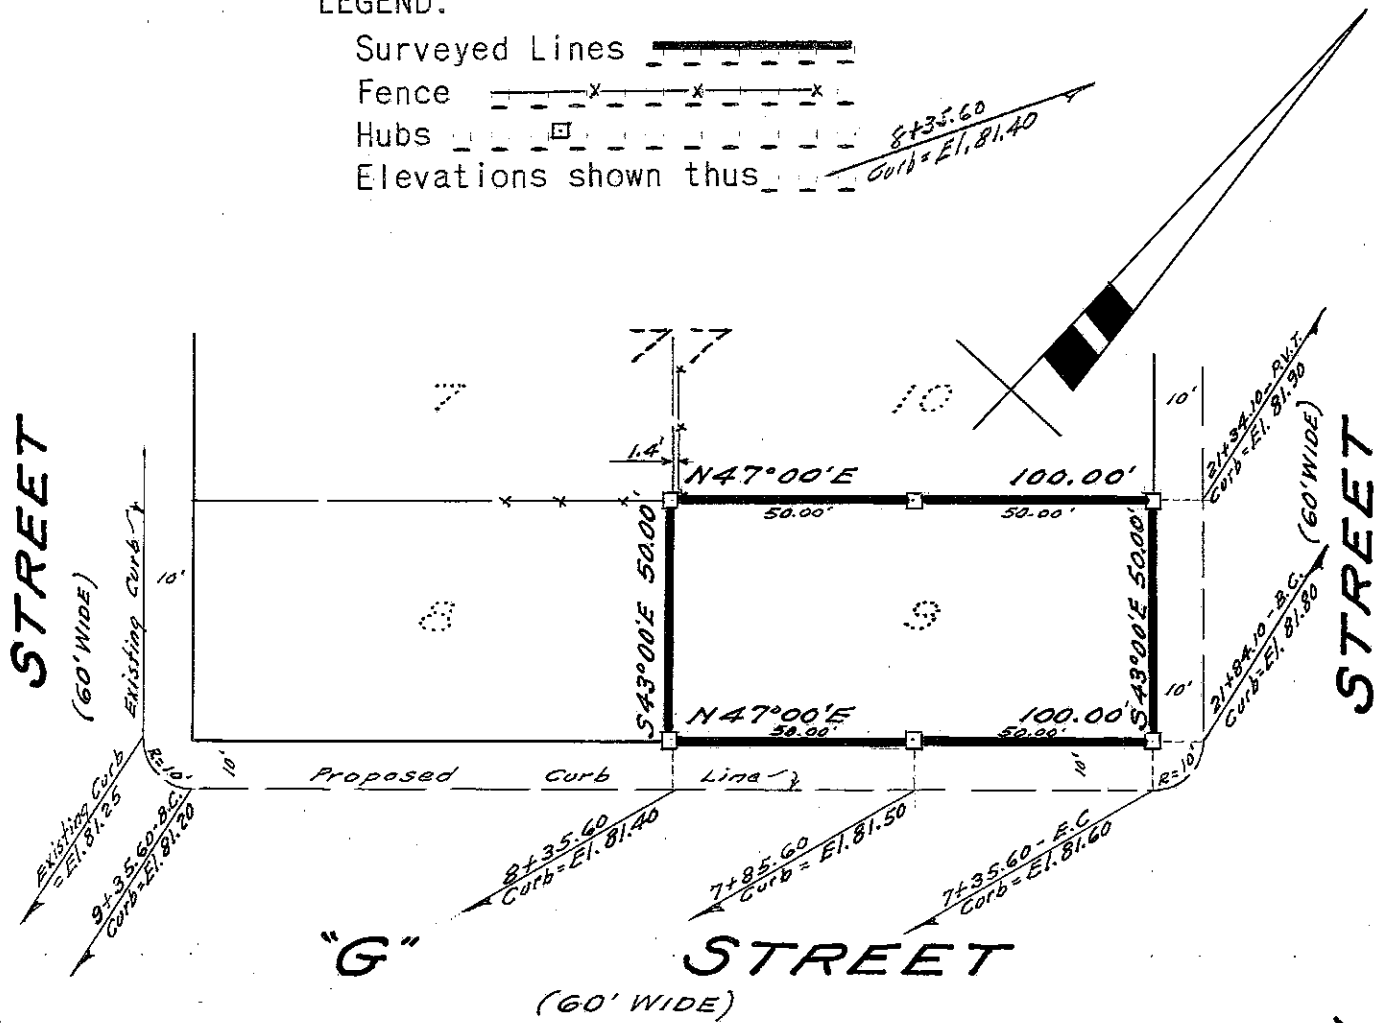 LEGEND:
Surveyed Lines
Fence
Hubs
Elevations shown thus
8+35.60
Curb = El. 81.40
77
7
10
10'
21+34.10 - P.V.T.
Curb = El. 81.90
1.4'
N47°00'E 100.00'
50.00' 50.00'
STREET
(60' WIDE)
Existing Curb
10'
S43°00'E 50.00'
8
9
S43°00'E 50.00'
10'
21+84.10 - B.C.
Curb = El. 81.80
(60' WIDE)
STREET
N47°00'E 100.00'
50.00' 50.00'
R=10'
10'
Proposed Curb Line
10'
R=10'
Existing Curb
= El. 81.25
9+35.60 - B.C.
Curb = El. 81.20
8+35.60
Curb = El. 81.40
7+85.60
Curb = El. 81.50
7+35.60 - E.C
Curb = El. 81.60
"G" STREET
(60' WIDE)